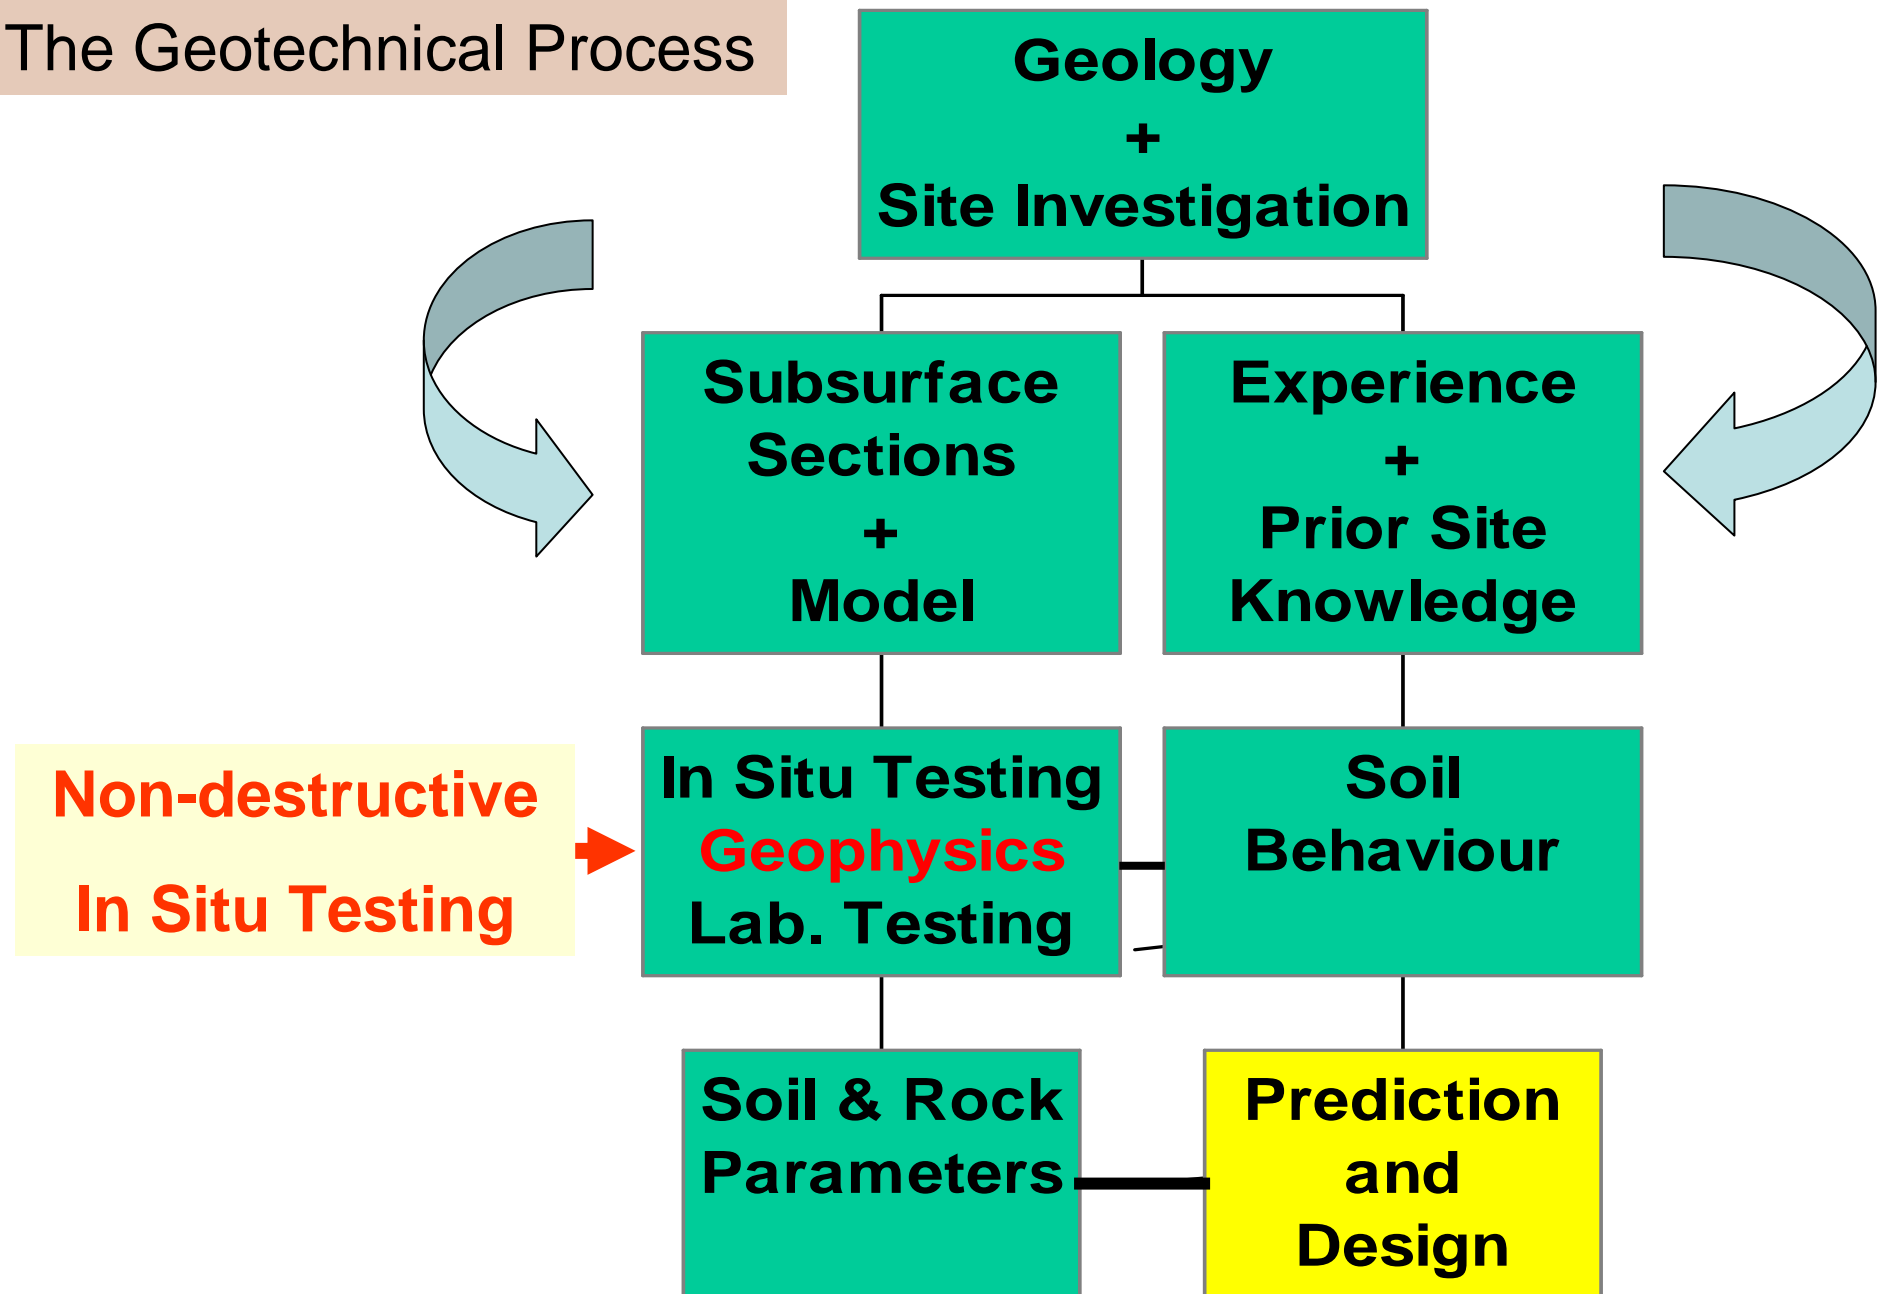 The Geotechnical Process
Geology
+
Site Investigation
Subsurface
Sections
+
Model
Experience
+
Prior Site
Knowledge
Non-destructive
In Situ Testing
In Situ Testing
Geophysics
Lab. Testing
Soil
Behaviour
Soil & Rock
Parameters
Prediction
and
Design